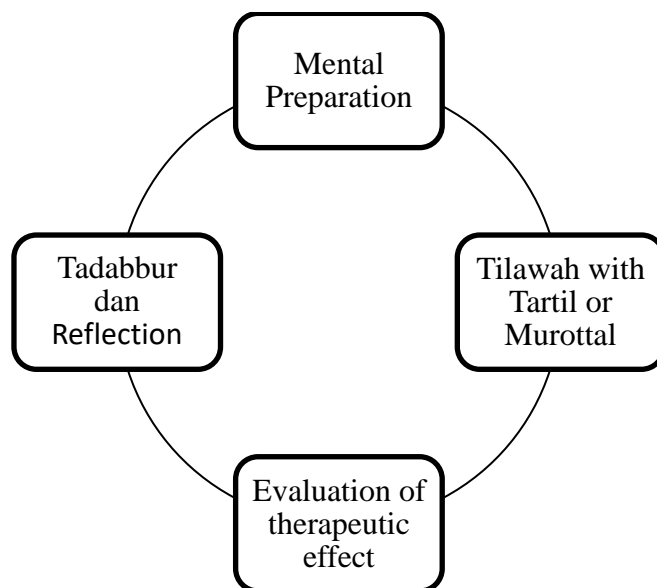 Mental
Preparation
Tadabbur
dan
Reflection
Tilawah with
Tartil or
Murottal
Evaluation of
therapeutic
effect